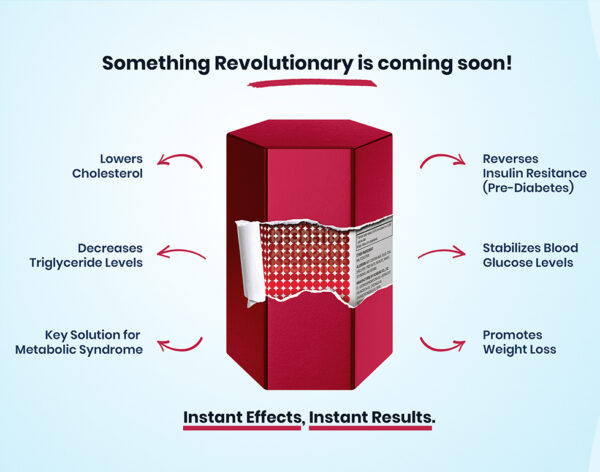 Something Revolutionary is coming soon!
Lowers
Cholesterol
Decreases
Triglyceride Levels
Key Solution for
Metabolic Syndrome
Reverses
Insulin Resitance
(Pre-Diabetes)
Stabilizes Blood
Glucose Levels
Promotes
Weight Loss
Instant Effects, Instant Results.